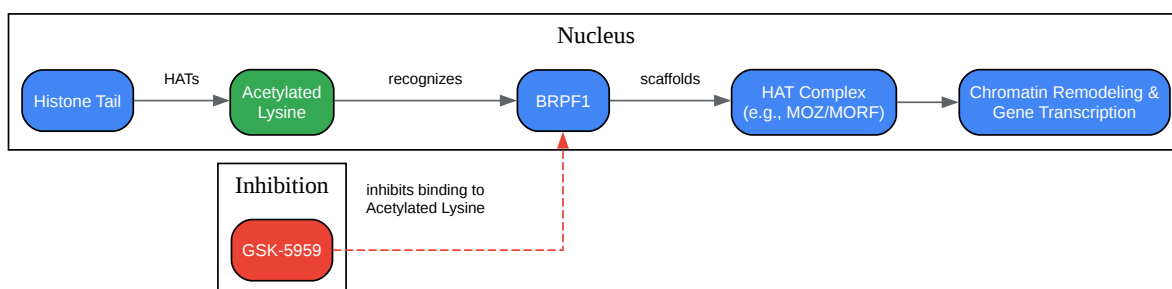 Nucleus
HATs
recognizes
scaffolds
Histone Tail
Acetylated
Lysine
BRPF1
HAT Complex
(e.g., MOZ/MORF)
Chromatin Remodeling &
Gene Transcription
Inhibition
inhibits binding to
Acetylated Lysine
GSK-5959